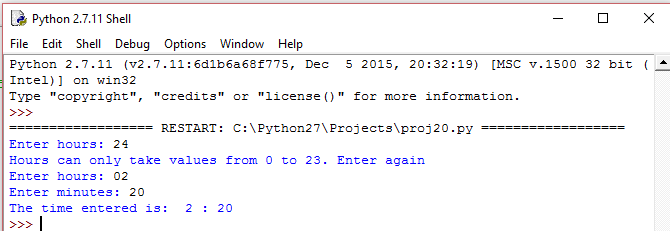 Python 2.7.11 Shell
File Edit Shell Debug Options Window Help
Python 2.7.11 (v2.7.11:6d1b6a68f775, Dec  5 2015, 20:32:19) [MSC v.1500 32 bit (
Intel)] on win32
Type "copyright", "credits" or "license()" for more information.
>>>
================== RESTART: C:\Python27\Projects\proj20.py ==================
Enter hours: 24
Hours can only take values from 0 to 23. Enter again
Enter hours: 02
Enter minutes: 20
The time entered is:  2 : 20
>>>